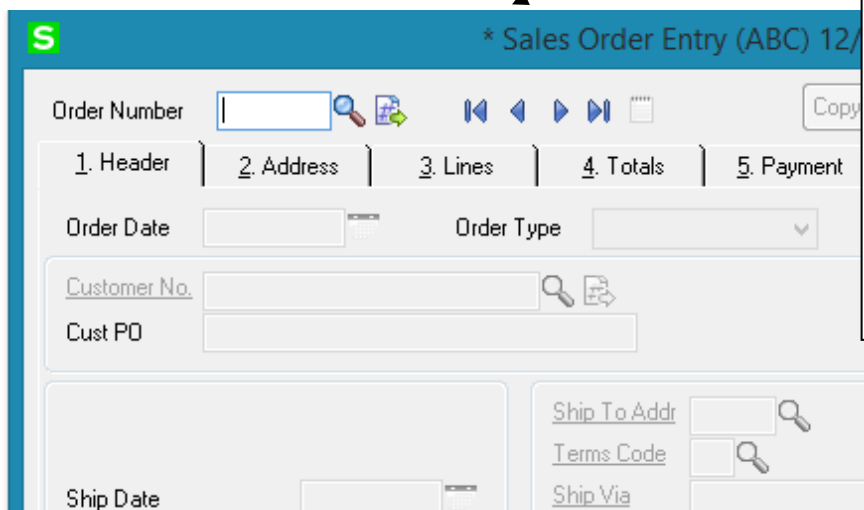 S * Sales Order Entry (ABC) 12/
Order Number Copy
1. Header 2. Address 3. Lines 4. Totals 5. Payment
Order Date Order Type
Customer No.
Cust PO
Ship To Addr
Terms Code
Ship Date Ship Via